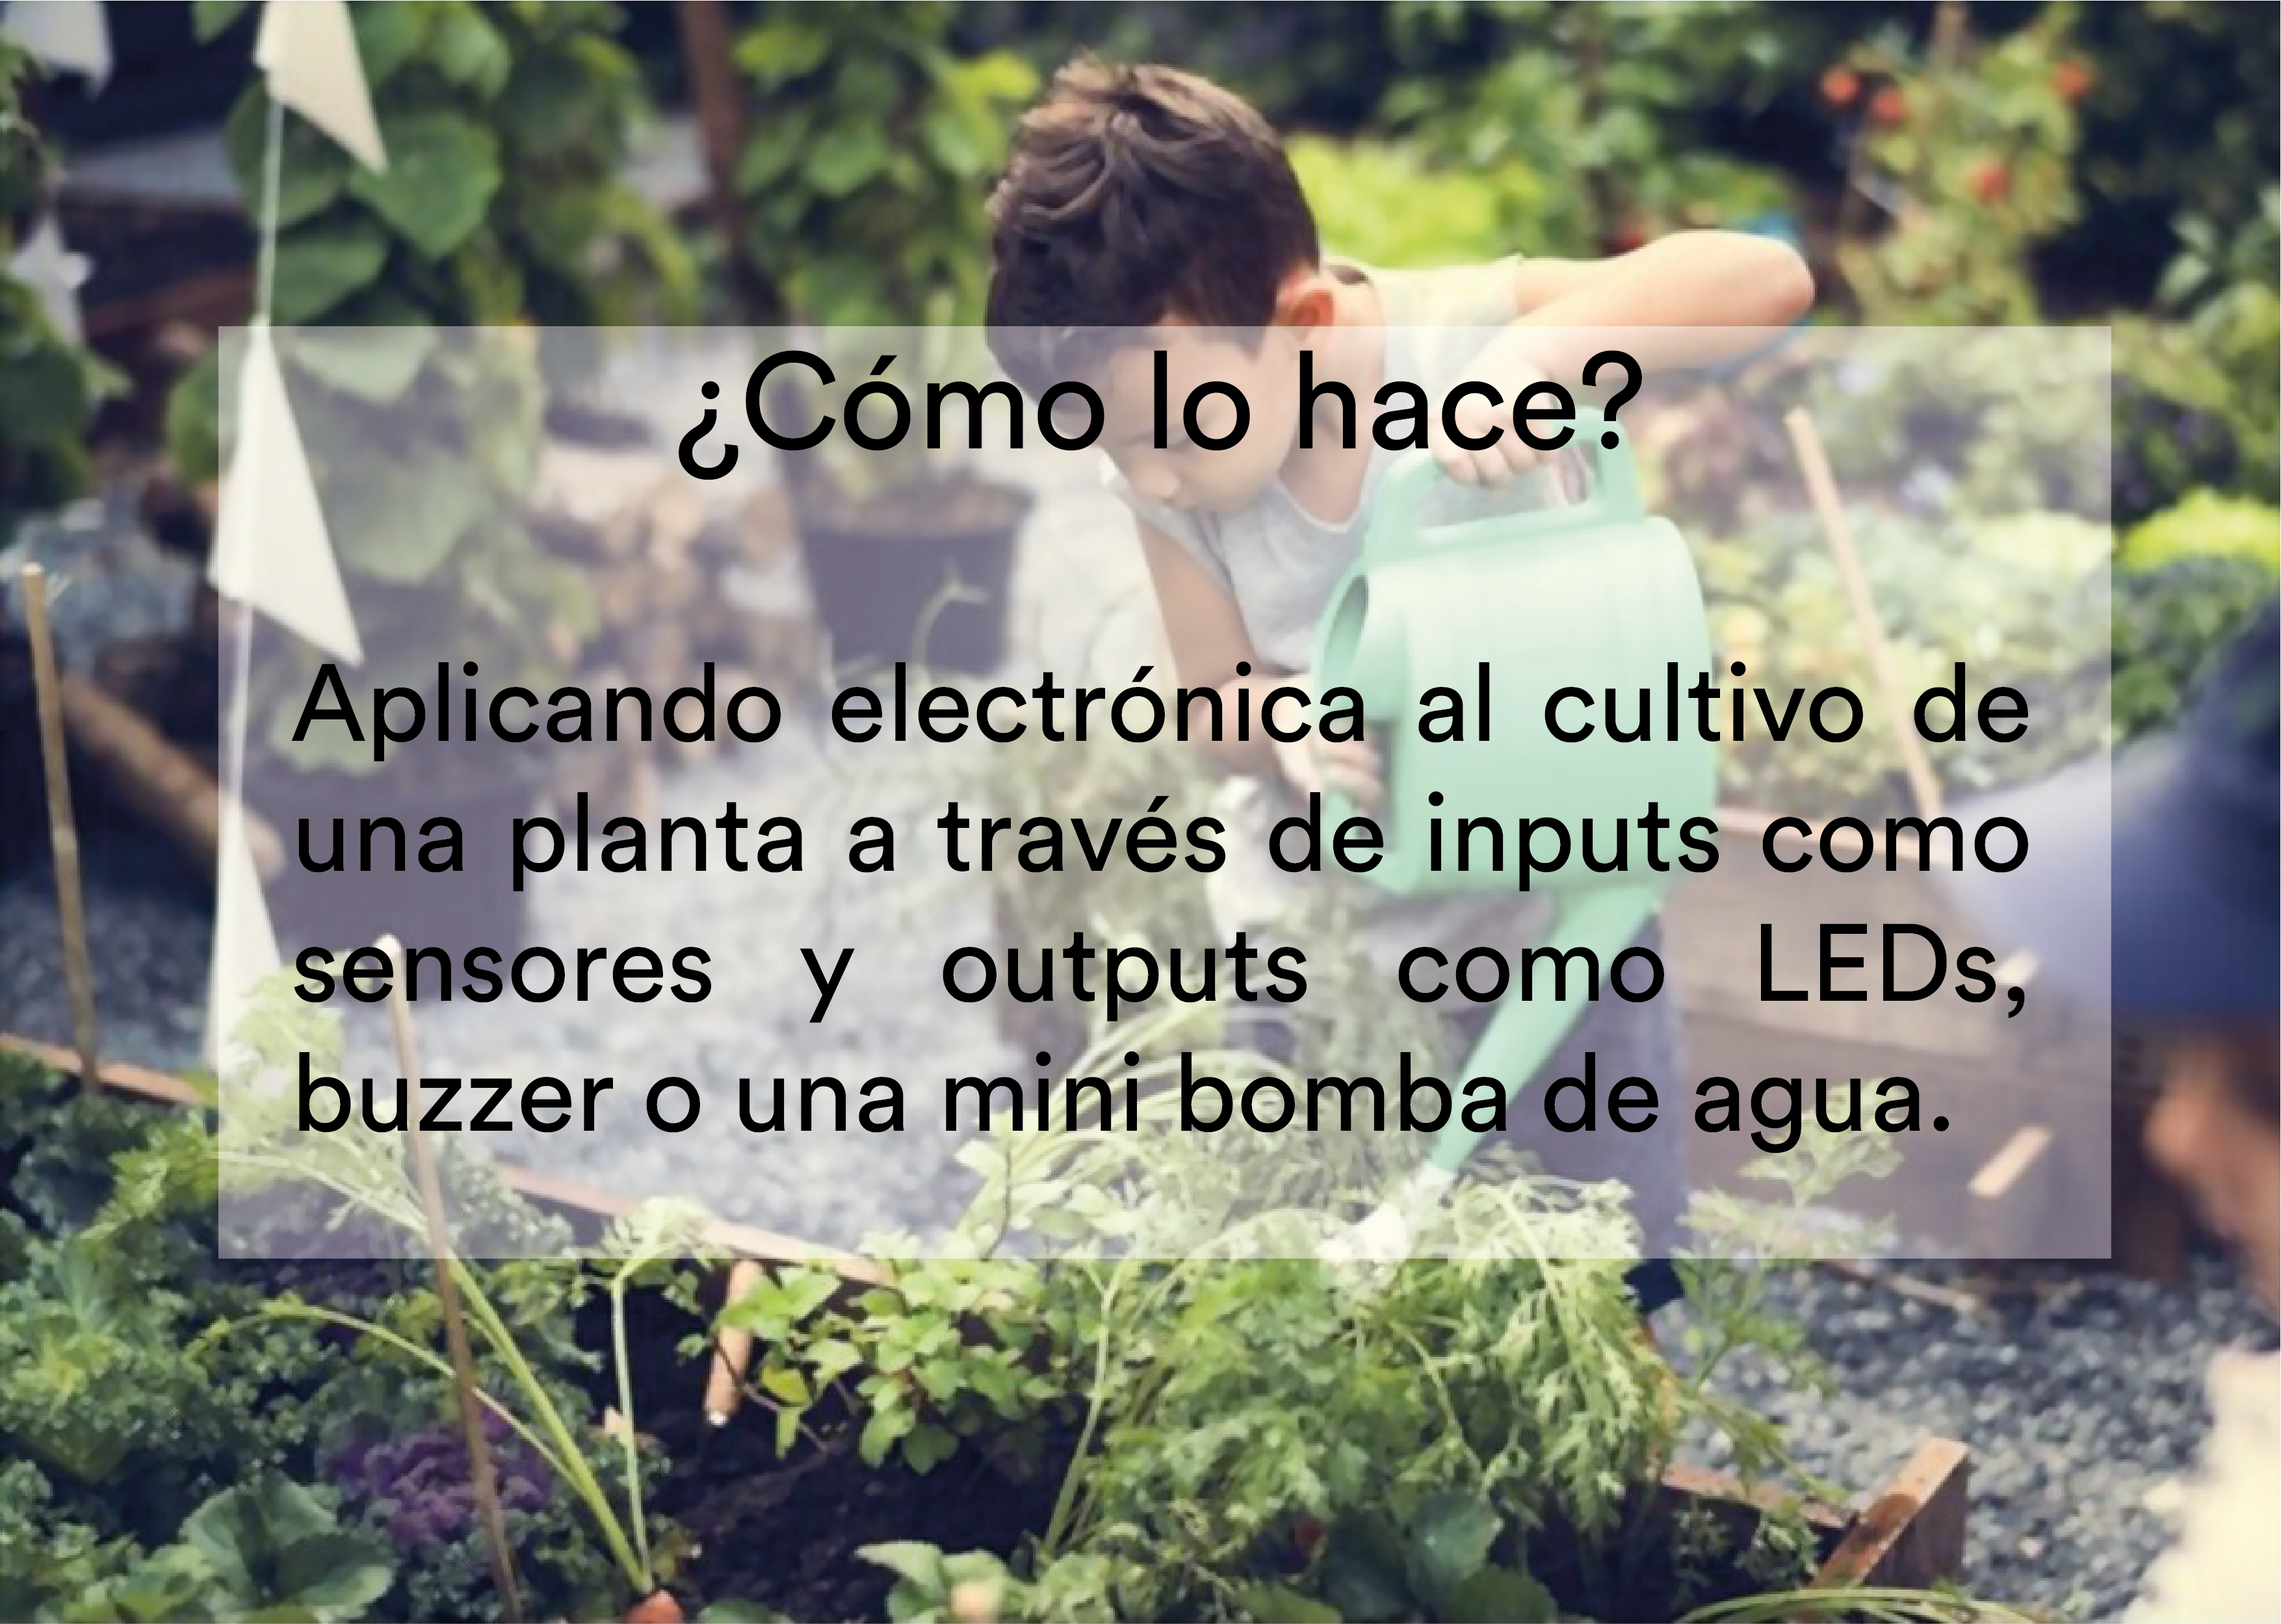 ¿Cómo lo hace?
Aplicando electrónica al cultivo de
una planta a través de inputs como
sensores y outputs como LEDs,
buzzer o una mini bomba de agua.